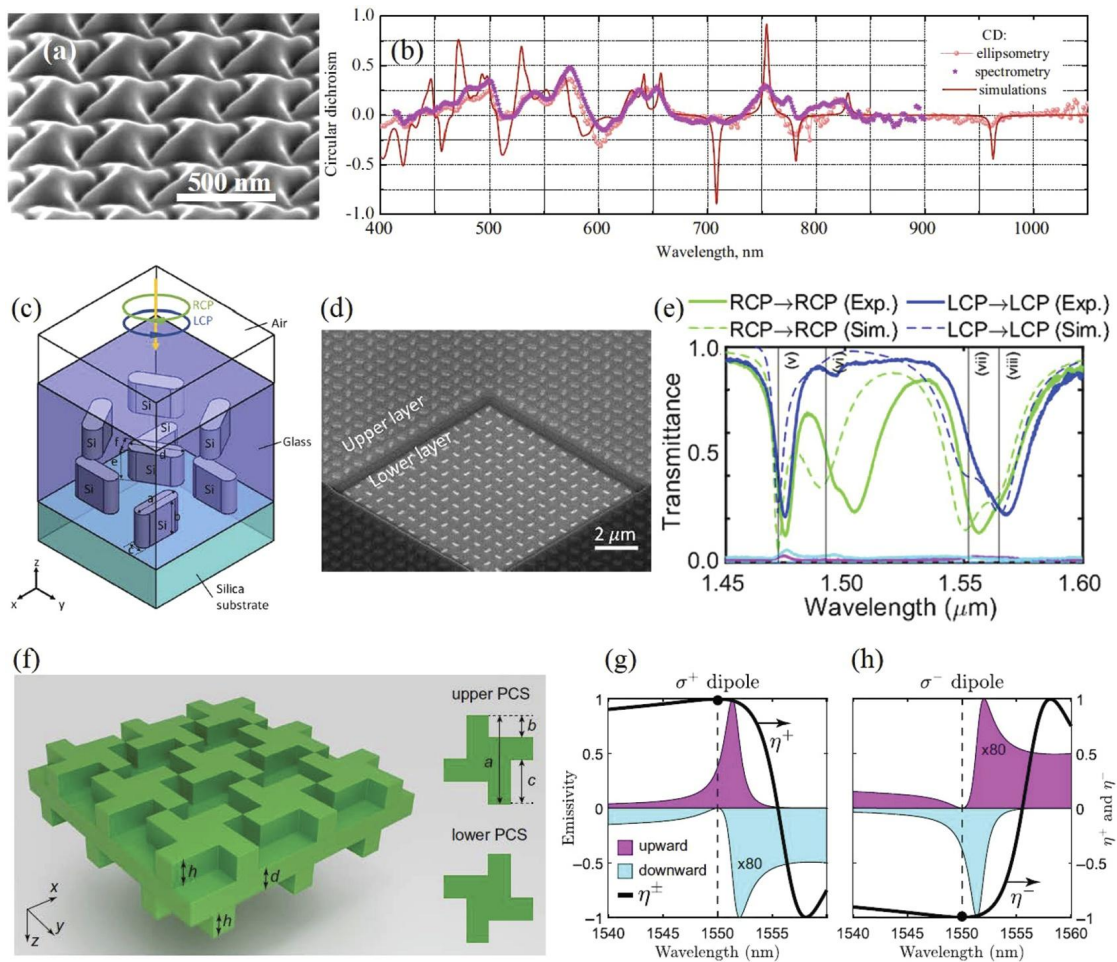 (a)
500 nm
(b)
1.0
0.5
0.0
-0.5
-1.0
Circular dichroism
CD:
ellipsometry
spectrometry
simulations
400
500
600
700
800
900
1000
Wavelength, nm
(c)
RCP
LCP
Air
Si
Si
Si
Si
Si
Si
Si
f
g
e
a
b
c
Glass
Silica
substrate
z
x
y
(d)
Upper layer
Lower layer
2 μm
(e)
RCP→RCP (Exp.)
LCP→LCP (Exp.)
RCP→RCP (Sim.)
LCP→LCP (Sim.)
1.0
0.5
0.0
Transmittance
(v)
(vii)
(viii)
1.45
1.50
1.55
1.60
Wavelength (μm)
(f)
upper PCS
a
b
c
lower PCS
h
d
h
x
y
z
(g)
σ+ dipole
1
0.5
0
−0.5
−1
Emissivity
η+
x80
upward
downward
η±
1540
1545
1550
1555
Wavelength (nm)
(h)
σ− dipole
x80
η−
1
0.5
0
−0.5
−1
η+ and η−
1540
1545
1550
1555
1560
Wavelength (nm)